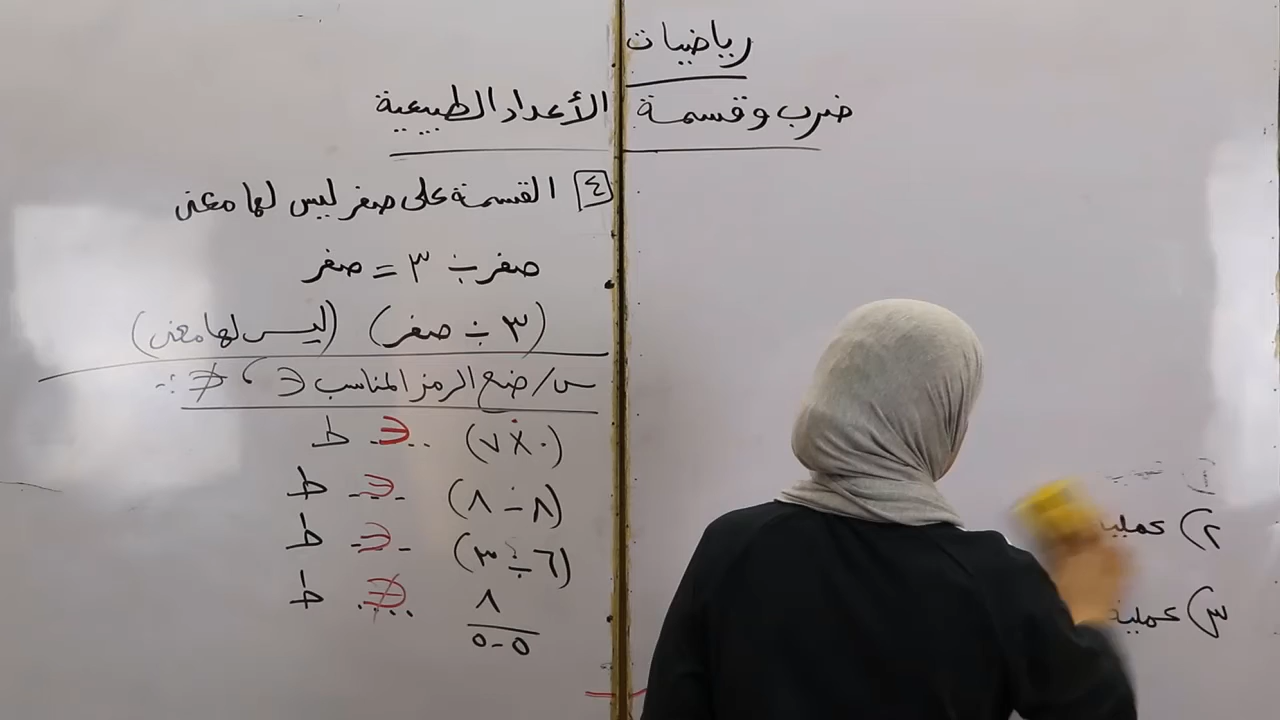 رياضيات
ضرب وقسمة الأعداد الطبيعية
٤ القسمة على صفر ليس لها معنى
صفر ÷ ٣ = صفر
(٣ ÷ صفر) (ليس لها معنى)
س/ ضع الرمز المناسب ∈ ، ∉ :-
(٧ × ٠) ..∈.. ط
(٨ - ٨) .∈. ط
(٦ ÷ ٣) .∈. ط
٨/(٥-٥) ..∉.. ط
٢) عملية
٣) عملية